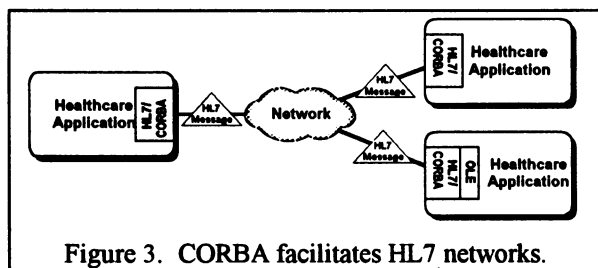 Healthcare
Application
HL7/
CORBA
HL7
Message
Network
HL7
Message
HL7/
CORBA
Healthcare
Application
HL7
Message
HL7/
CORBA
OLE
Healthcare
Application
Figure 3. CORBA facilitates HL7 networks.